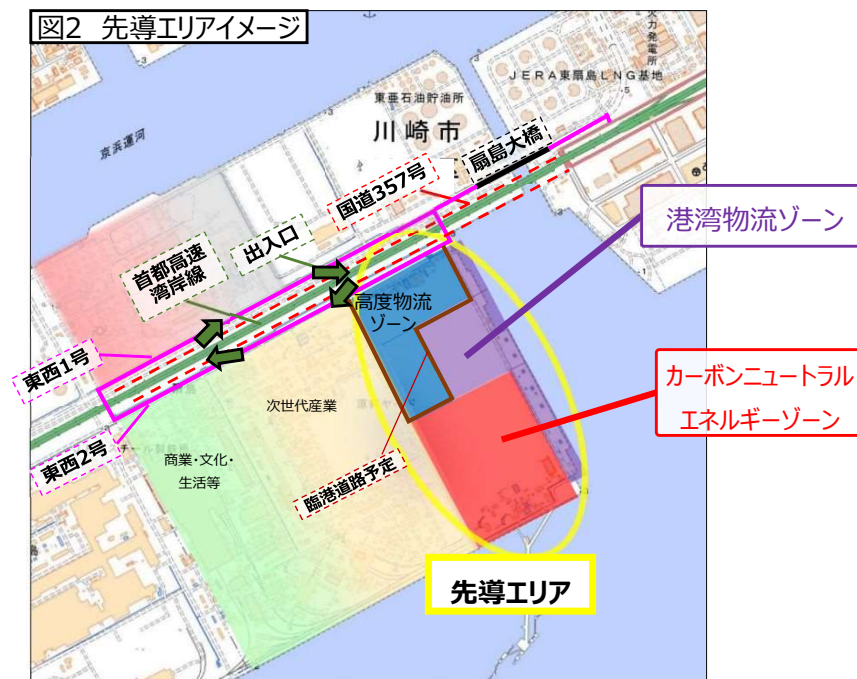 図2 先導エリアイメージ
火力発電所
JERA東扇島LNG基地
東亜石油貯油所
川崎市
京浜運河
扇島大橋
国道357号
港湾物流ゾーン
出入口
首都高速
湾岸線
高度物流
ゾーン
東西1号
カーボンニュートラル
エネルギーゾーン
次世代産業
東西2号
商業・文化・
生活等
臨港道路予定
先導エリア